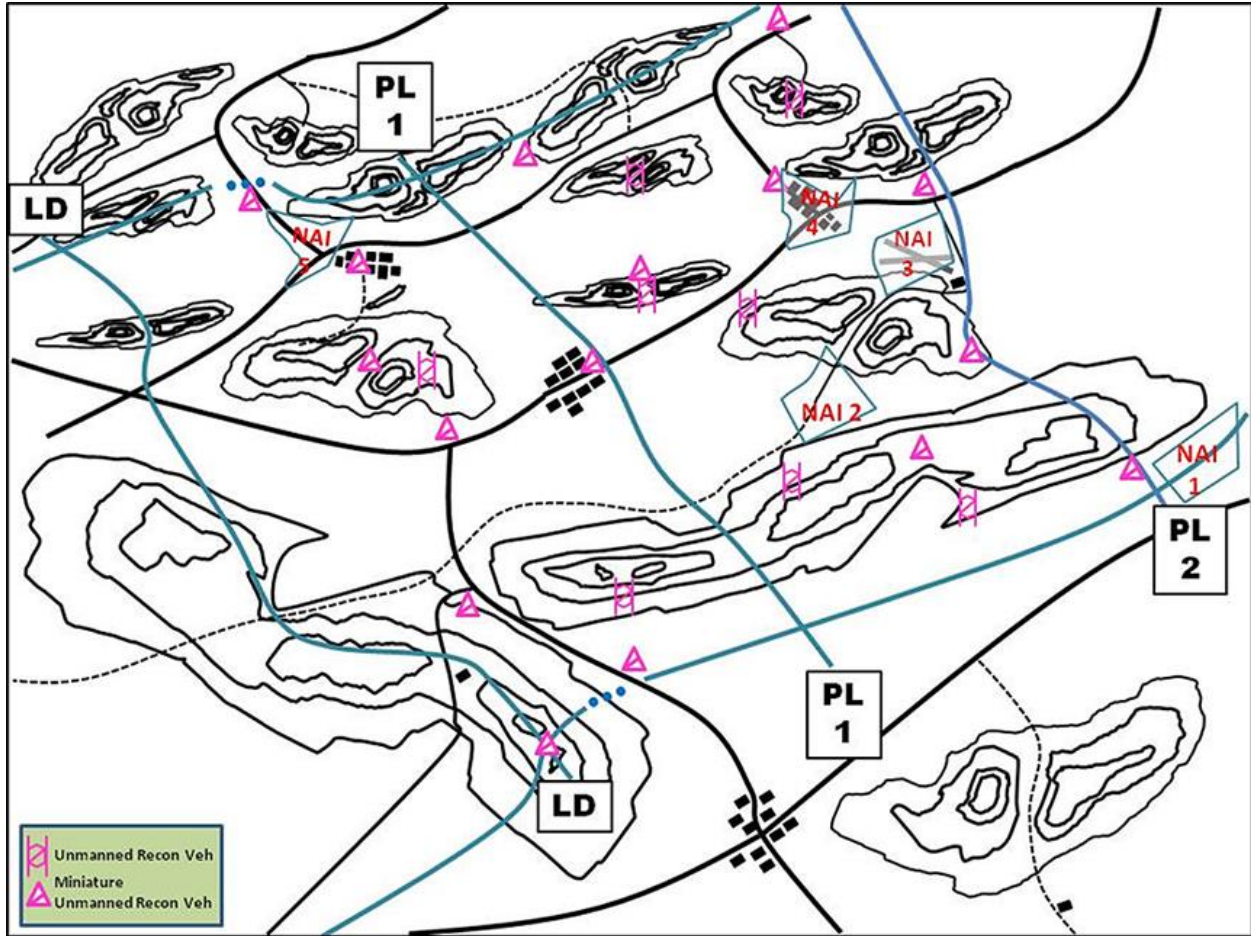 PL
1
LD
NAI
4
NAI
5
NAI
3
NAI 2
NAI
1
PL
2
PL
1
LD
Unmanned Recon Veh
Miniature
Unmanned Recon Veh